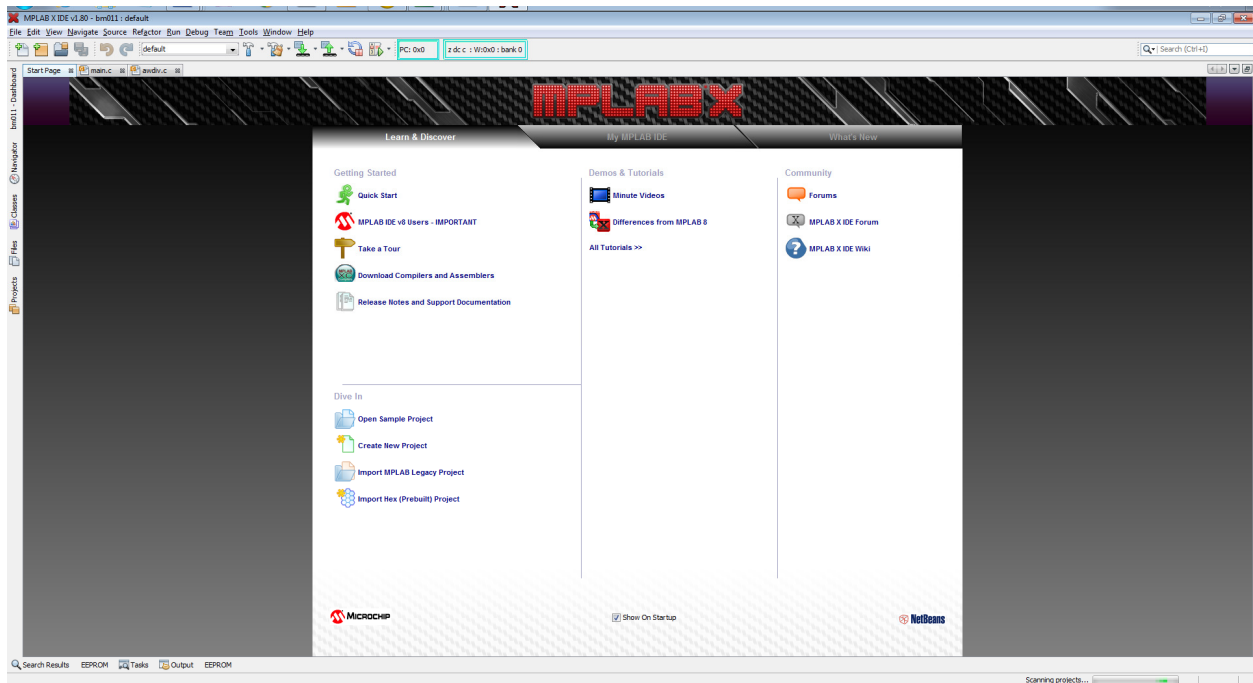 MPLAB X IDE v1.80 - bm011 : default
File Edit View Navigate Source Refactor Run Debug Team Tools Window Help
default
PC: 0x0
z dc c : W:0x0 : bank 0
Search (Ctrl+I)
bm011 - Dashboard
Navigator
Classes
Files
Projects
Start Page
main.c
awdiv.c
MPLABX
Learn & Discover
My MPLAB IDE
What's New
Getting Started
Quick Start
MPLAB IDE v8 Users - IMPORTANT
Take a Tour
Download Compilers and Assemblers
Release Notes and Support Documentation
Demos & Tutorials
Minute Videos
Differences from MPLAB 8
All Tutorials >>
Community
Forums
MPLAB X IDE Forum
MPLAB X IDE Wiki
Dive In
Open Sample Project
Create New Project
Import MPLAB Legacy Project
Import Hex (Prebuilt) Project
MICROCHIP
Show On Startup
NetBeans
Search Results EEPROM Tasks Output EEPROM
Scanning projects...